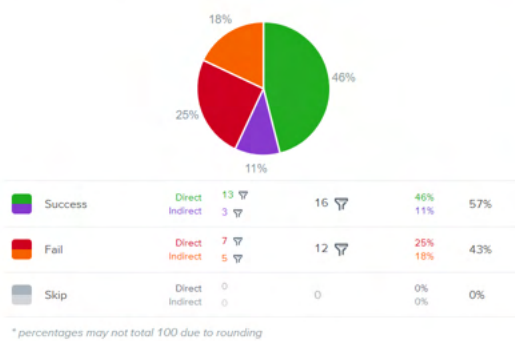 18%
46%
25%
11%
Success Direct 13 16 46% 57%
Indirect 3 11%
Fail Direct 7 12 25% 43%
Indirect 5 18%
Skip Direct 0 0 0% 0%
Indirect 0 0%
* percentages may not total 100 due to rounding